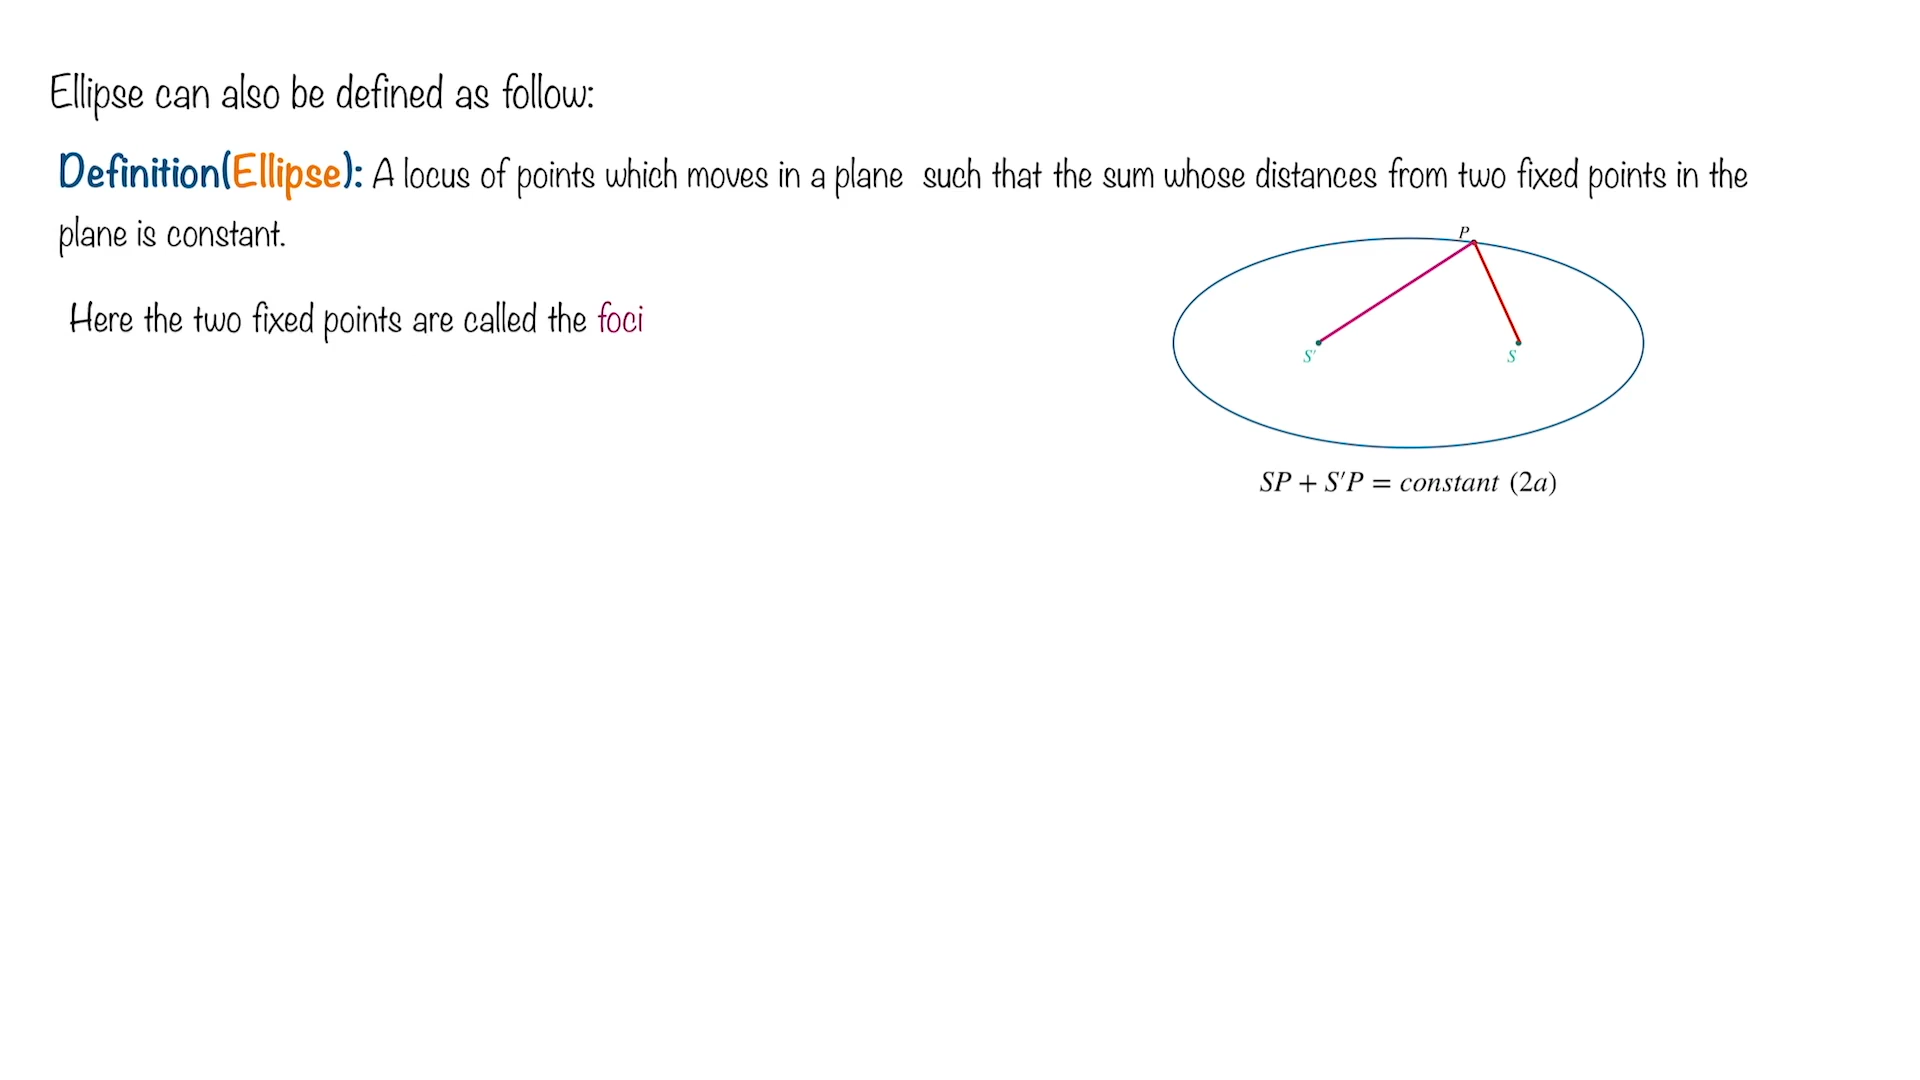 Ellipse can also be defined as follow:
Definition(Ellipse): A locus of points which moves in a plane such that the sum whose distances from two fixed points in the
plane is constant.
P
Here the two fixed points are called the foci
S′ S
SP + S′P = constant (2a)